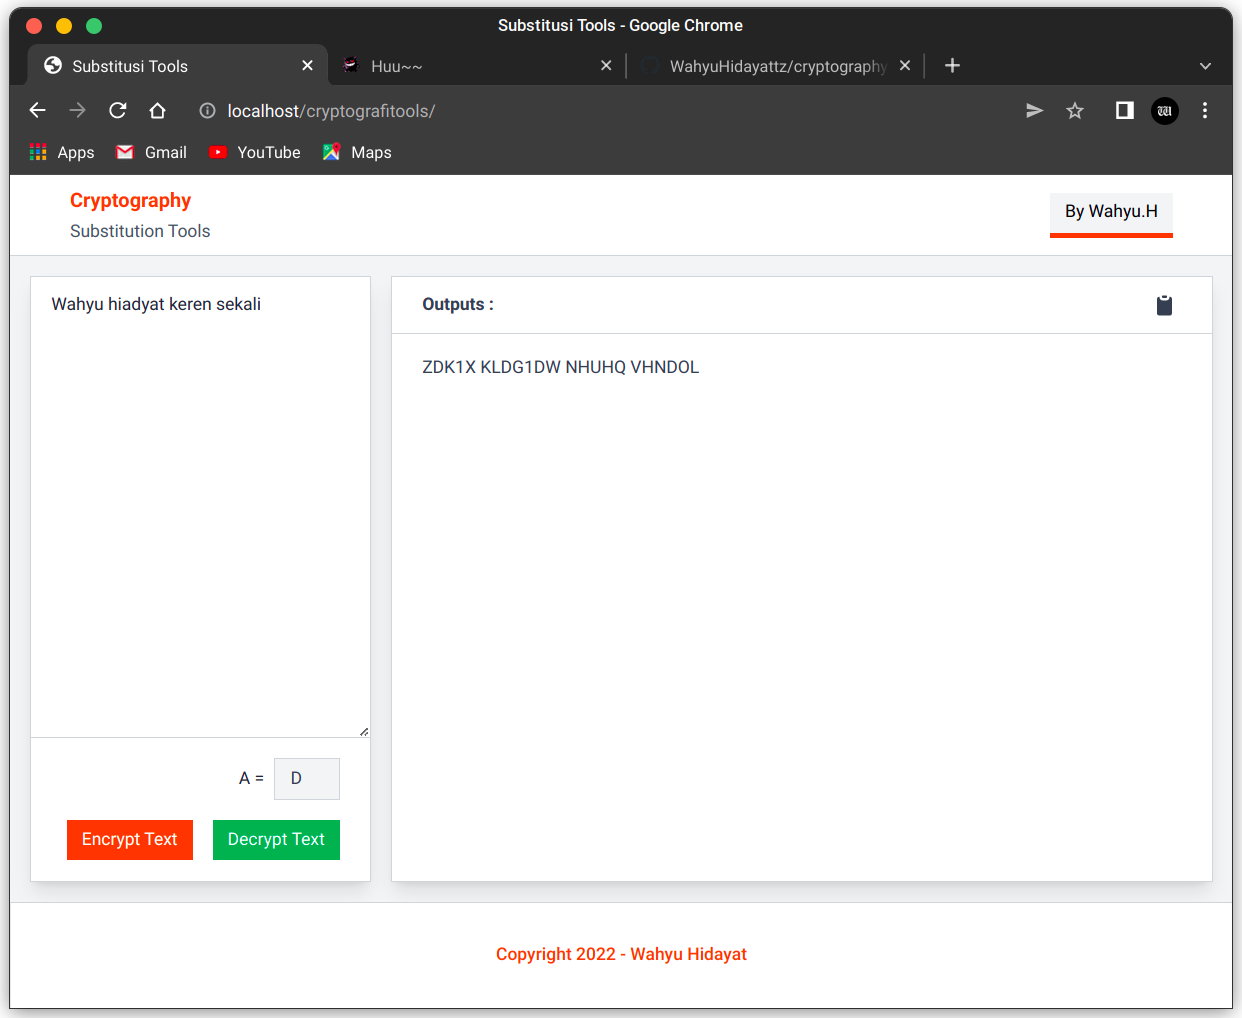 Substitusi Tools - Google Chrome
Substitusi Tools
Huu~~
WahyuHidayattz/cryptography
localhost/cryptografitools/
Apps Gmail YouTube Maps
Cryptography
Substitution Tools
By Wahyu.H
Wahyu hiadyat keren sekali
Outputs :
ZDK1X KLDG1DW NHUHQ VHNDOL
A = D
Encrypt Text Decrypt Text
Copyright 2022 - Wahyu Hidayat